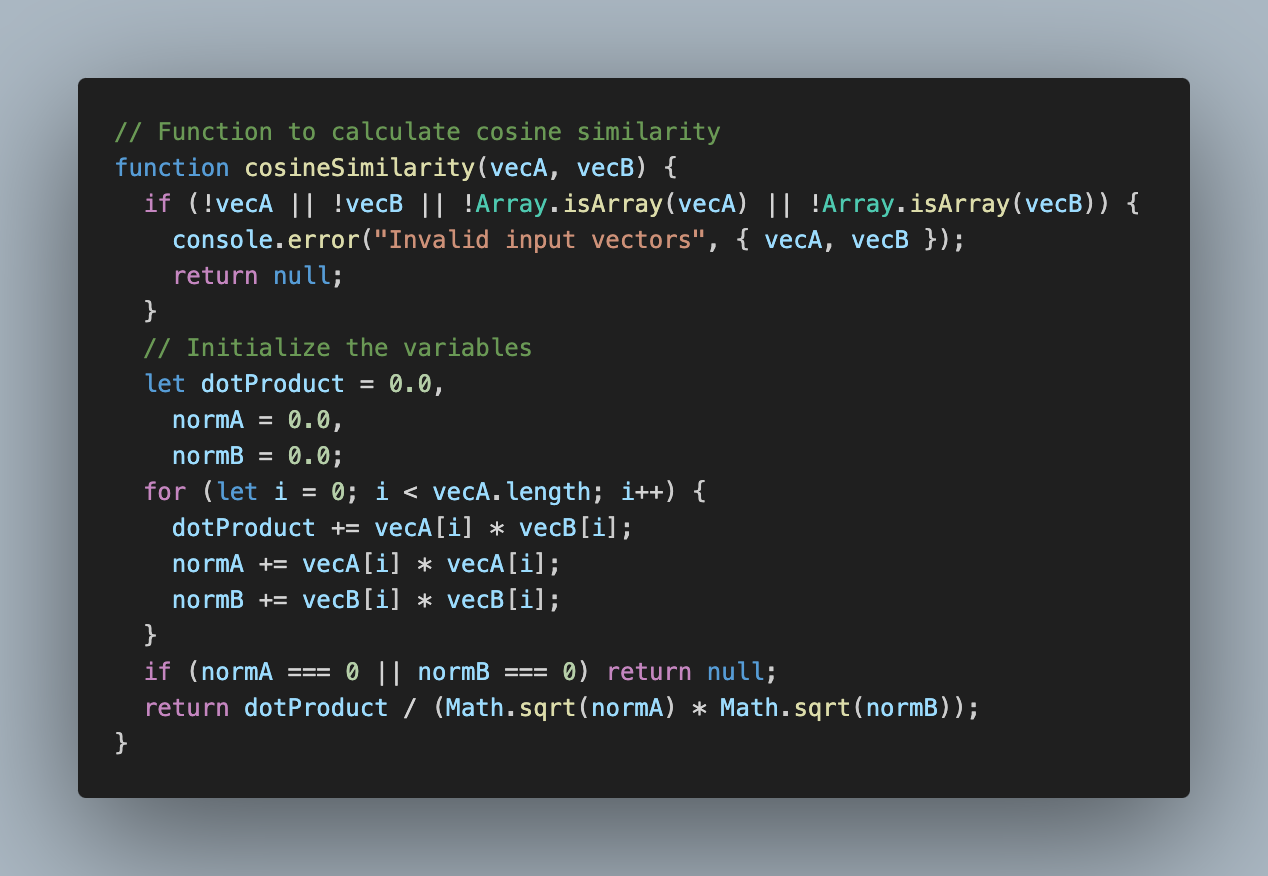 // Function to calculate cosine similarity
function cosineSimilarity(vecA, vecB) {
  if (!vecA || !vecB || !Array.isArray(vecA) || !Array.isArray(vecB)) {
    console.error("Invalid input vectors", { vecA, vecB });
    return null;
  }
  // Initialize the variables
  let dotProduct = 0.0,
    normA = 0.0,
    normB = 0.0;
  for (let i = 0; i < vecA.length; i++) {
    dotProduct += vecA[i] * vecB[i];
    normA += vecA[i] * vecA[i];
    normB += vecB[i] * vecB[i];
  }
  if (normA === 0 || normB === 0) return null;
  return dotProduct / (Math.sqrt(normA) * Math.sqrt(normB));
}